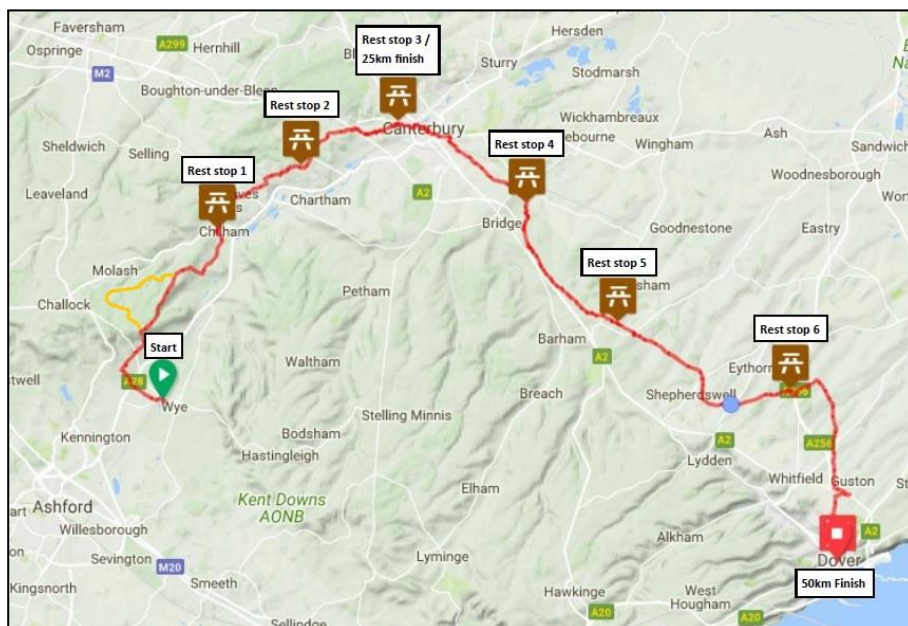 Faversham
Ospringe
A299
Hernhill
M2
Boughton-under-Blean
Rest stop 3 /
25km finish
Hersden
Sturry
Stodmarsh
Rest stop 2
Canterbury
Wickhambreaux
Sheldwich
Selling
Wingham
Ash
Sandwich
Leaveland
Rest stop 1
Rest stop 4
Woodnesborough
Chartham
A2
Chilham
Bridge
Goodnestone
Eastry
Molash
Challock
Rest stop 5
Petham
Barham
A2
Rest stop 6
Start
A28
Wye
Waltham
Breach
Shepherdswell
Stelling Minnis
Kennington
Bodsham
Hastingleigh
A2
A256
Lydden
Whitfield
Guston
Elham
Kent Downs
AONB
Ashford
Willesborough
Alkham
A2
Dover
Sevington
Lyminge
M20
50km Finish
Kingsnorth
Smeeth
Hawkinge
West
Hougham
Sellindge
A20
A20